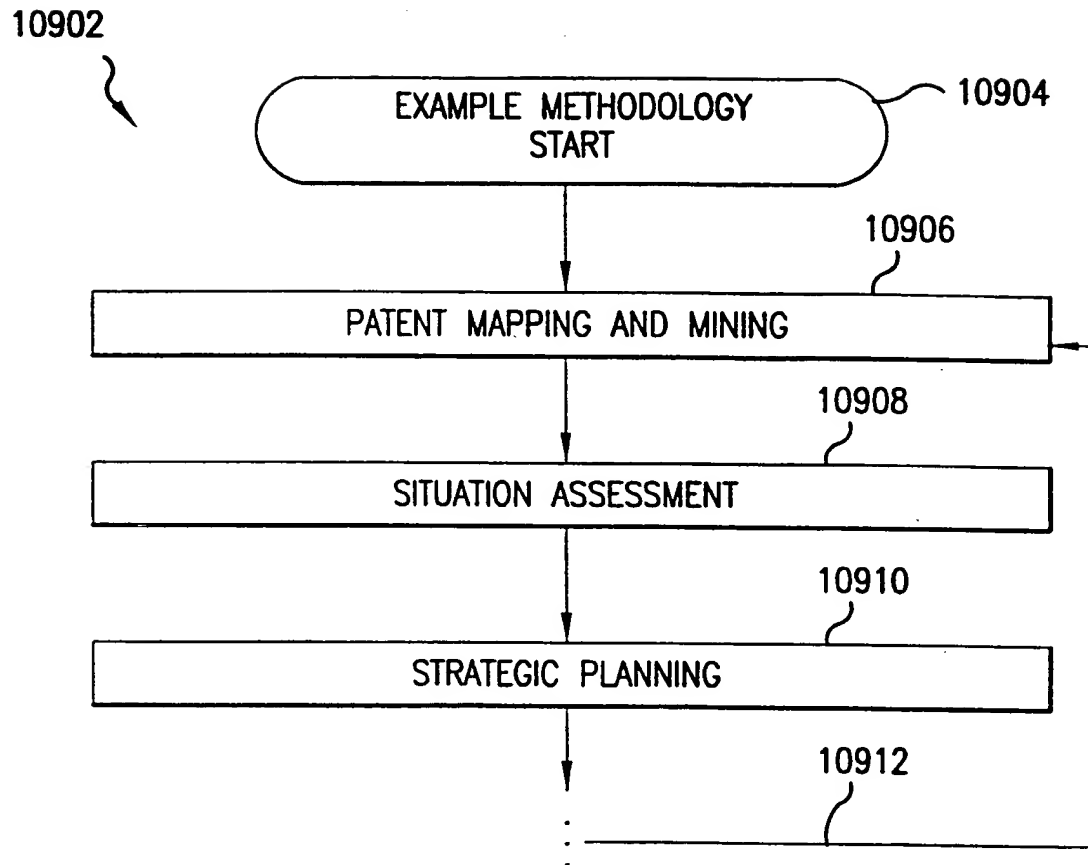 10902
EXAMPLE METHODOLOGY
START
10904
10906
PATENT MAPPING AND MINING
10908
SITUATION ASSESSMENT
10910
STRATEGIC PLANNING
10912